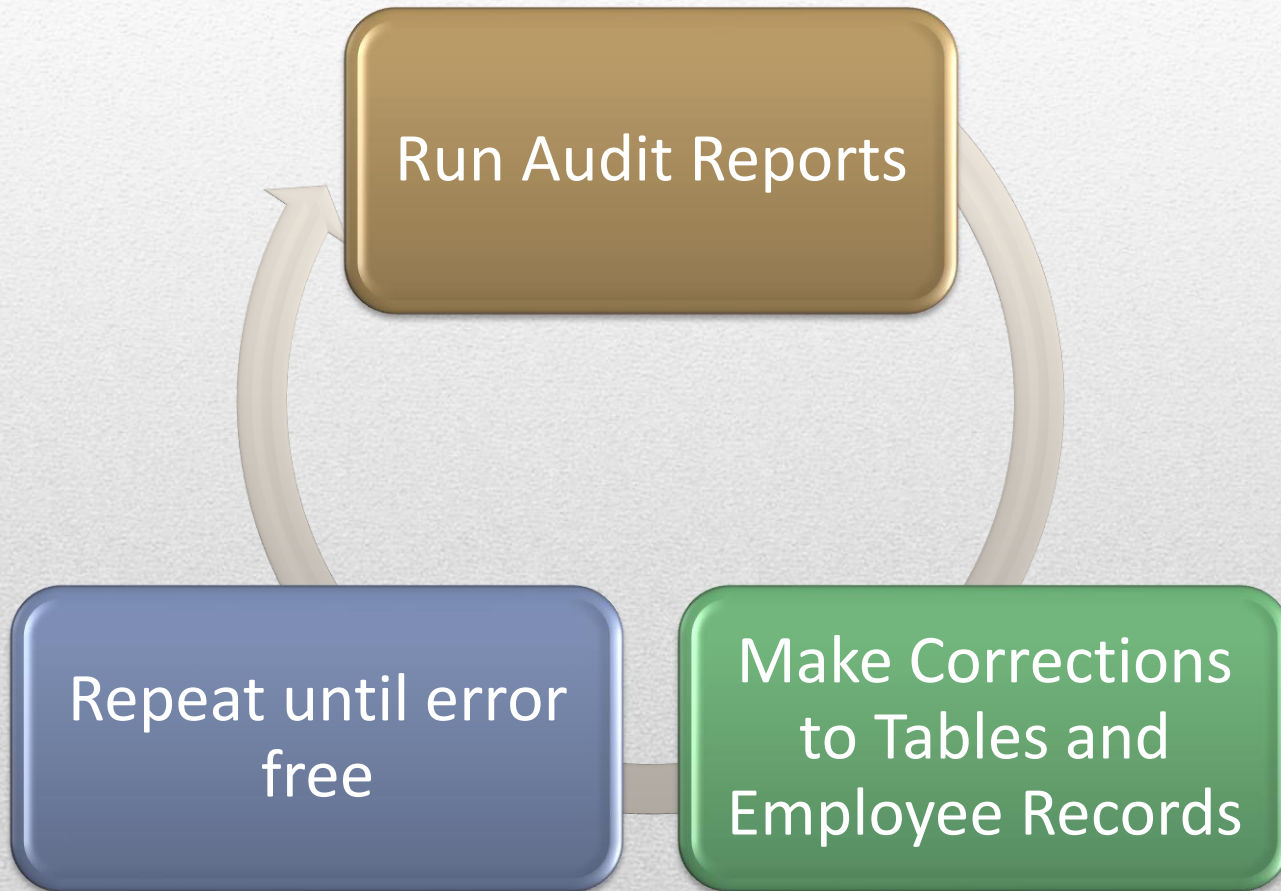 Run Audit Reports
Make Corrections
to Tables and
Employee Records
Repeat until error
free